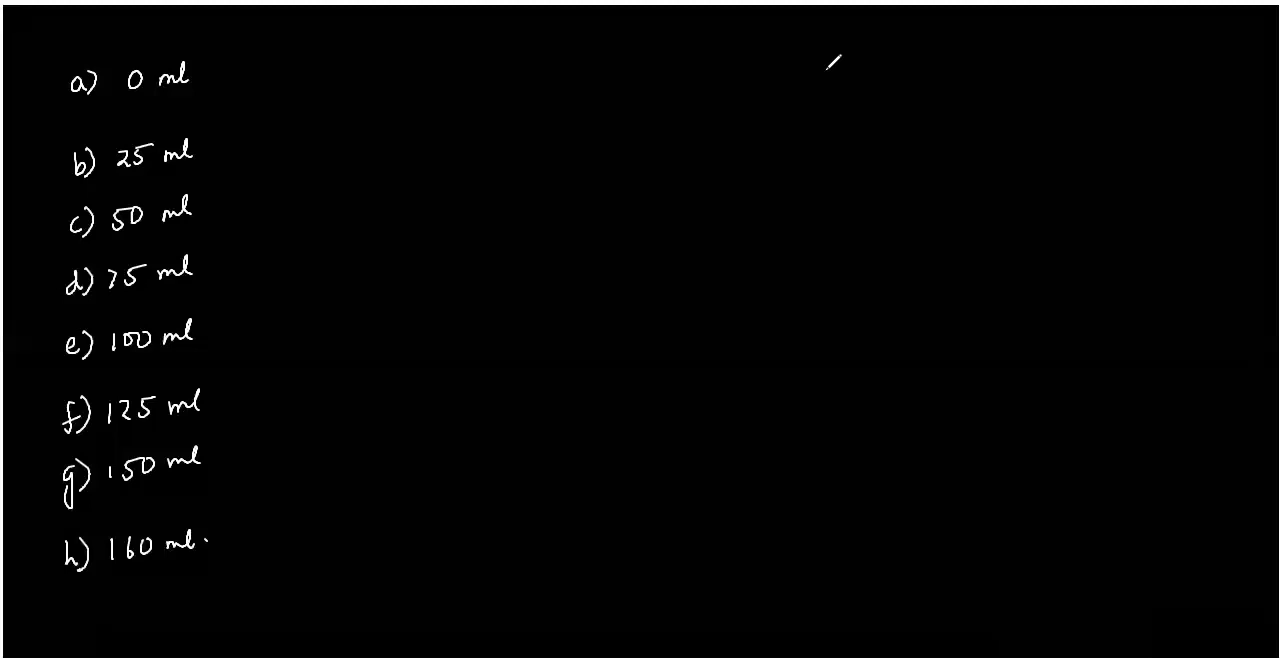 a) 0 ml
b) 25 ml
c) 50 ml
d) 75 ml
e) 100 ml
f) 125 ml
g) 150 ml
h) 160 ml.